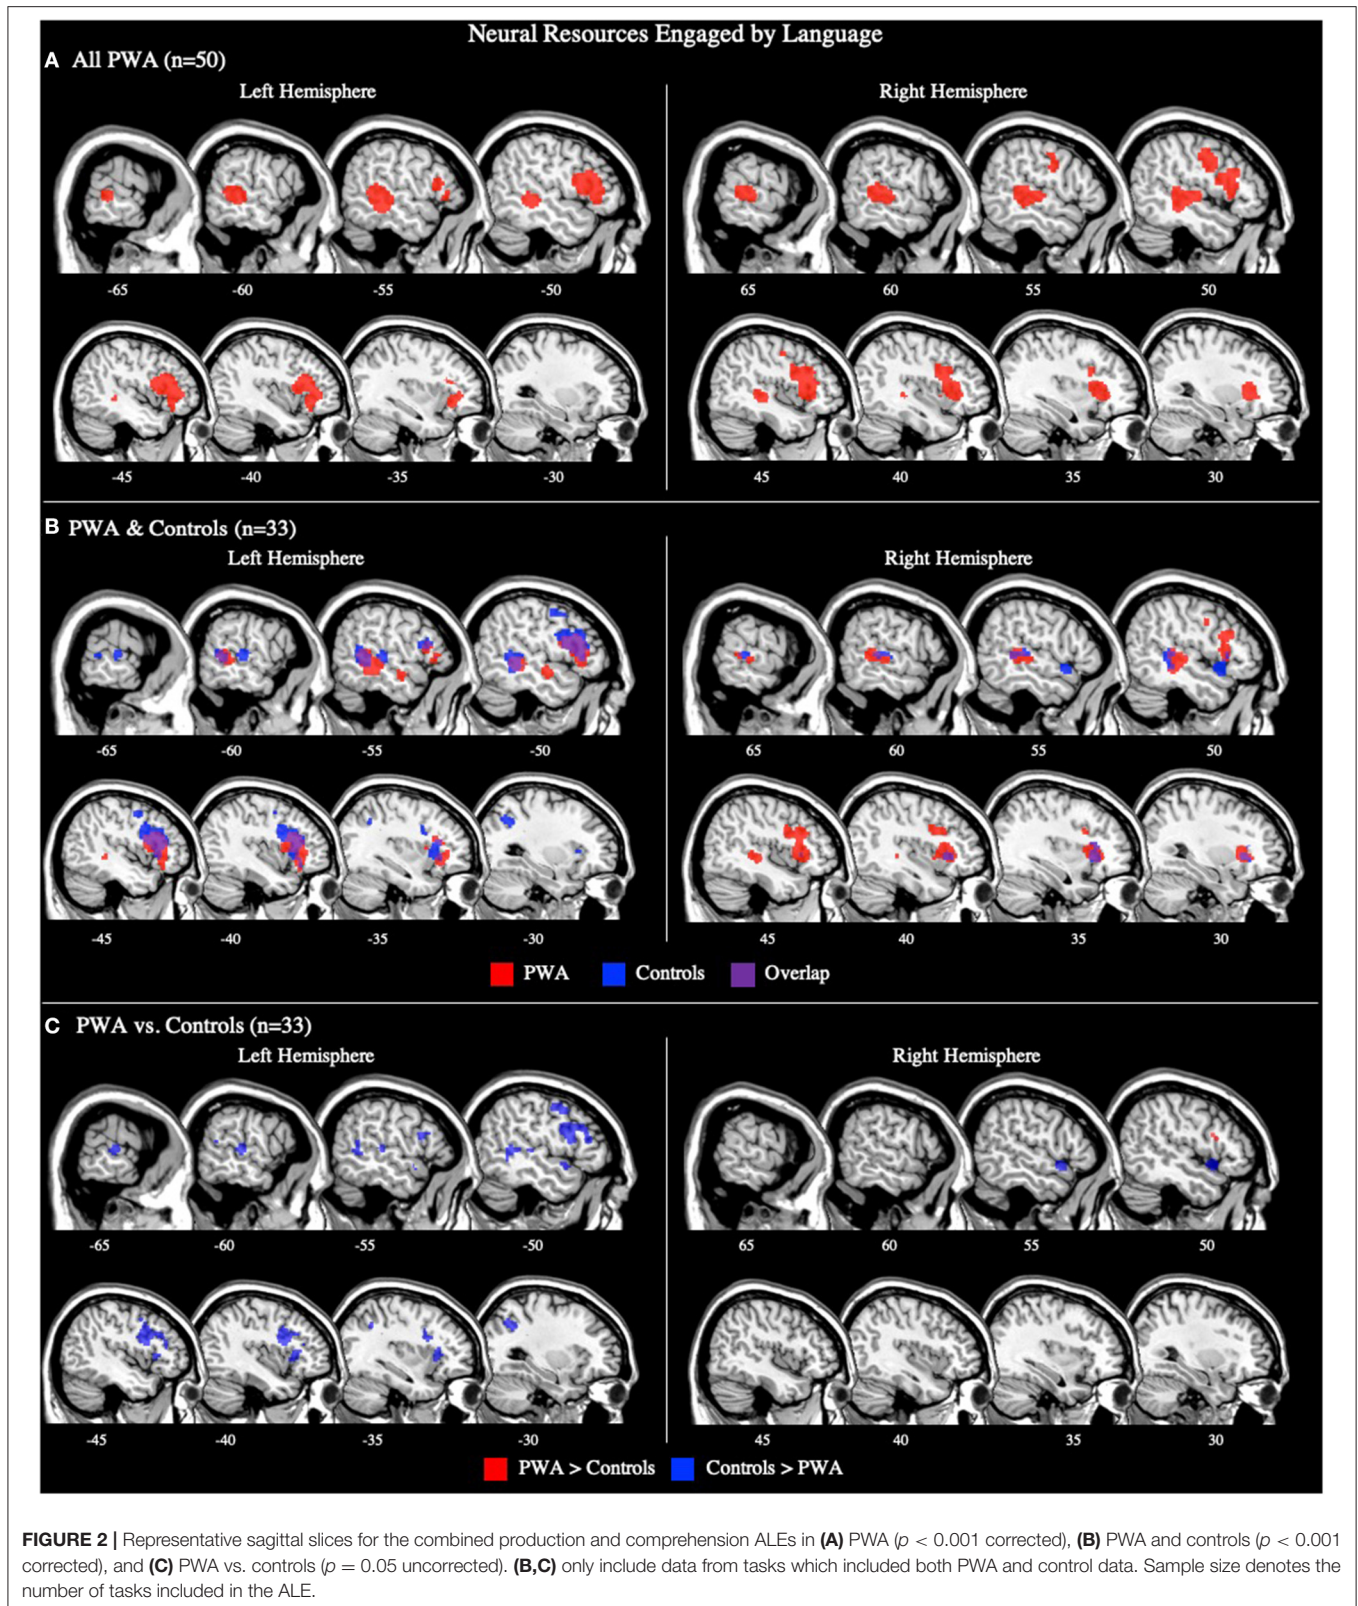 Neural Resources Engaged by Language
A All PWA (n=50)
Left Hemisphere Right Hemisphere
-65 -60 -55 -50 65 60 55 50
-45 -40 -35 -30 45 40 35 30
B PWA & Controls (n=33)
Left Hemisphere Right Hemisphere
-65 -60 -55 -50 65 60 55 50
-45 -40 -35 -30 45 40 35 30
PWA Controls Overlap
C PWA vs. Controls (n=33)
Left Hemisphere Right Hemisphere
-65 -60 -55 -50 65 60 55 50
-45 -40 -35 -30 45 40 35 30
PWA > Controls Controls > PWA
FIGURE 2 | Representative sagittal slices for the combined production and comprehension ALEs in (A) PWA (p < 0.001 corrected), (B) PWA and controls (p < 0.001
corrected), and (C) PWA vs. controls (p = 0.05 uncorrected). (B,C) only include data from tasks which included both PWA and control data. Sample size denotes the
number of tasks included in the ALE.